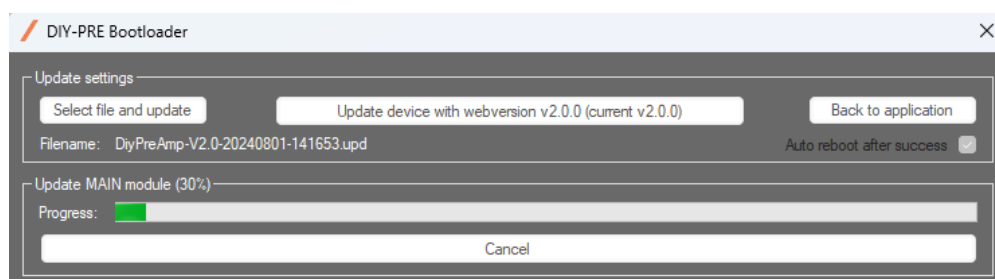 DIY-PRE Bootloader
Update settings
Select file and update Update device with webversion v2.0.0 (current v2.0.0) Back to application
Filename: DiyPreAmp-V2.0-20240801-141653.upd Auto reboot after success
Update MAIN module (30%)
Progress:
Cancel